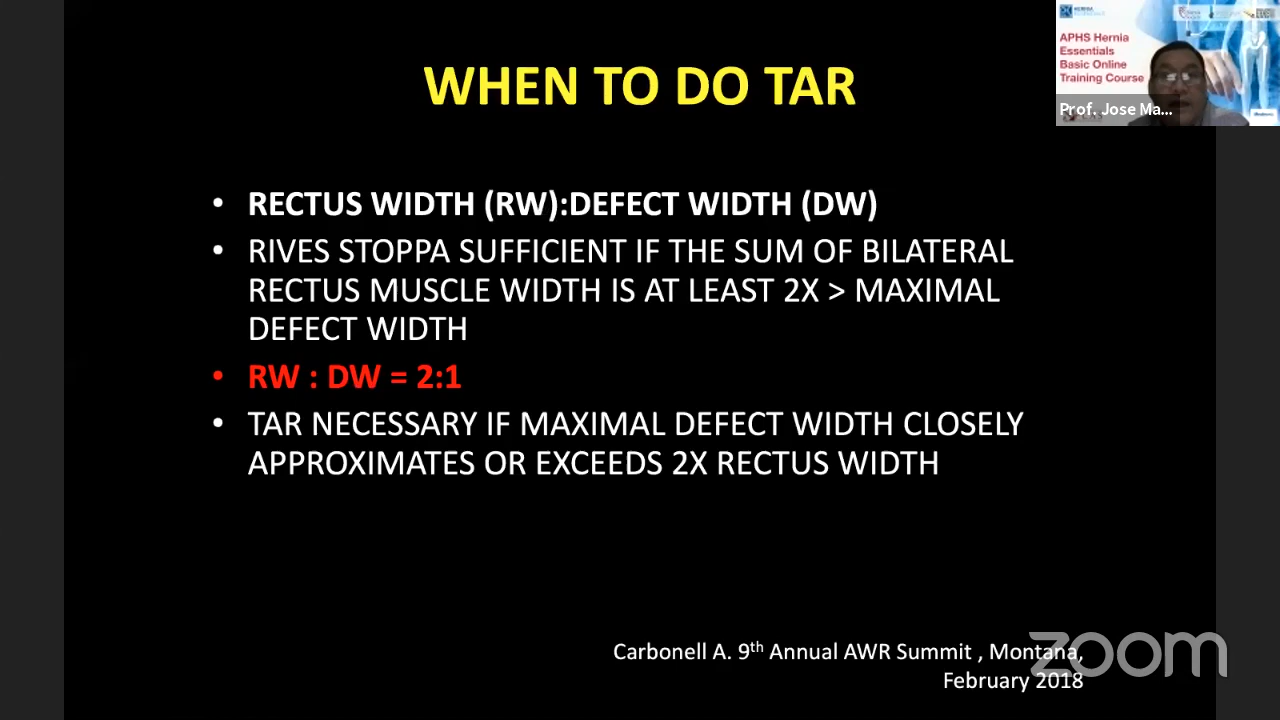 WHEN TO DO TAR
APHS Hernia
Essentials
Basic Online
Training Course
Prof. Jose Ma...
• RECTUS WIDTH (RW):DEFECT WIDTH (DW)
• RIVES STOPPA SUFFICIENT IF THE SUM OF BILATERAL
RECTUS MUSCLE WIDTH IS AT LEAST 2X > MAXIMAL
DEFECT WIDTH
• RW : DW = 2:1
• TAR NECESSARY IF MAXIMAL DEFECT WIDTH CLOSELY
APPROXIMATES OR EXCEEDS 2X RECTUS WIDTH
Carbonell A. 9th Annual AWR Summit , Montana,
February 2018
zoom